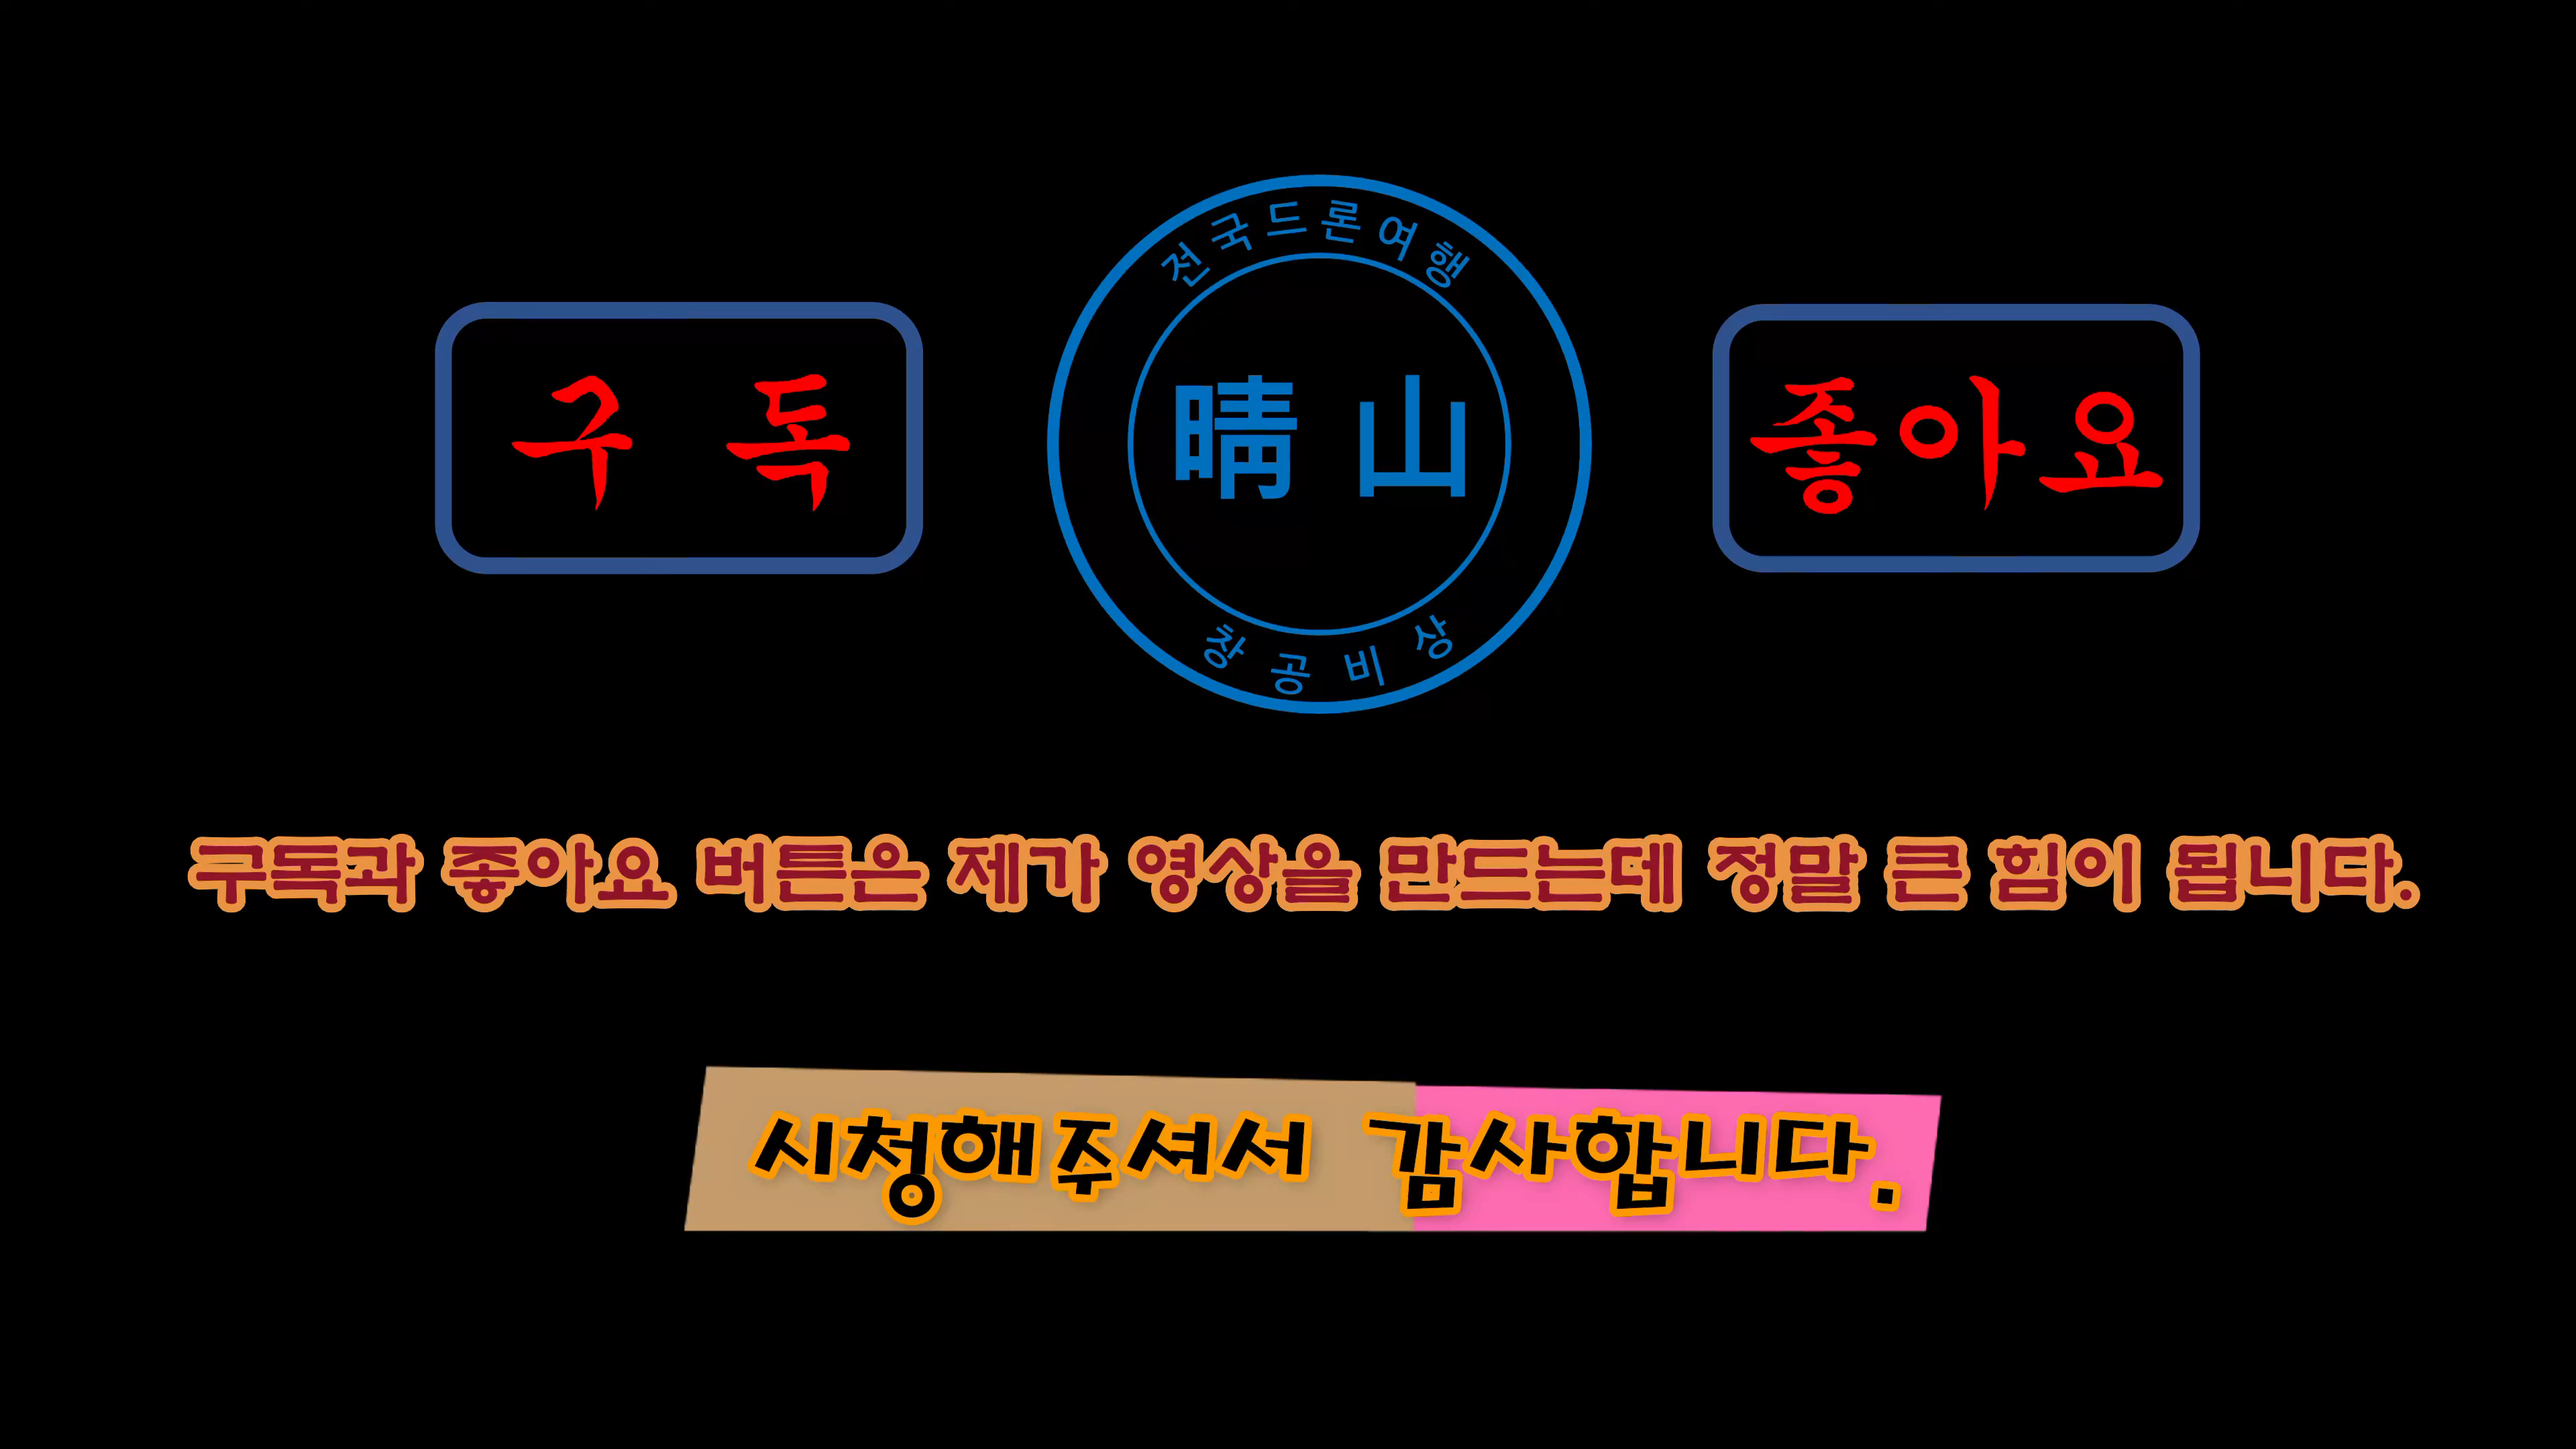 전국드론여행
구 독
晴 山
좋아요
창공비상
구독과 좋아요 버튼은 제가 영상을 만드는데 정말 큰 힘이 됩니다.
시청해주셔서 감사합니다.